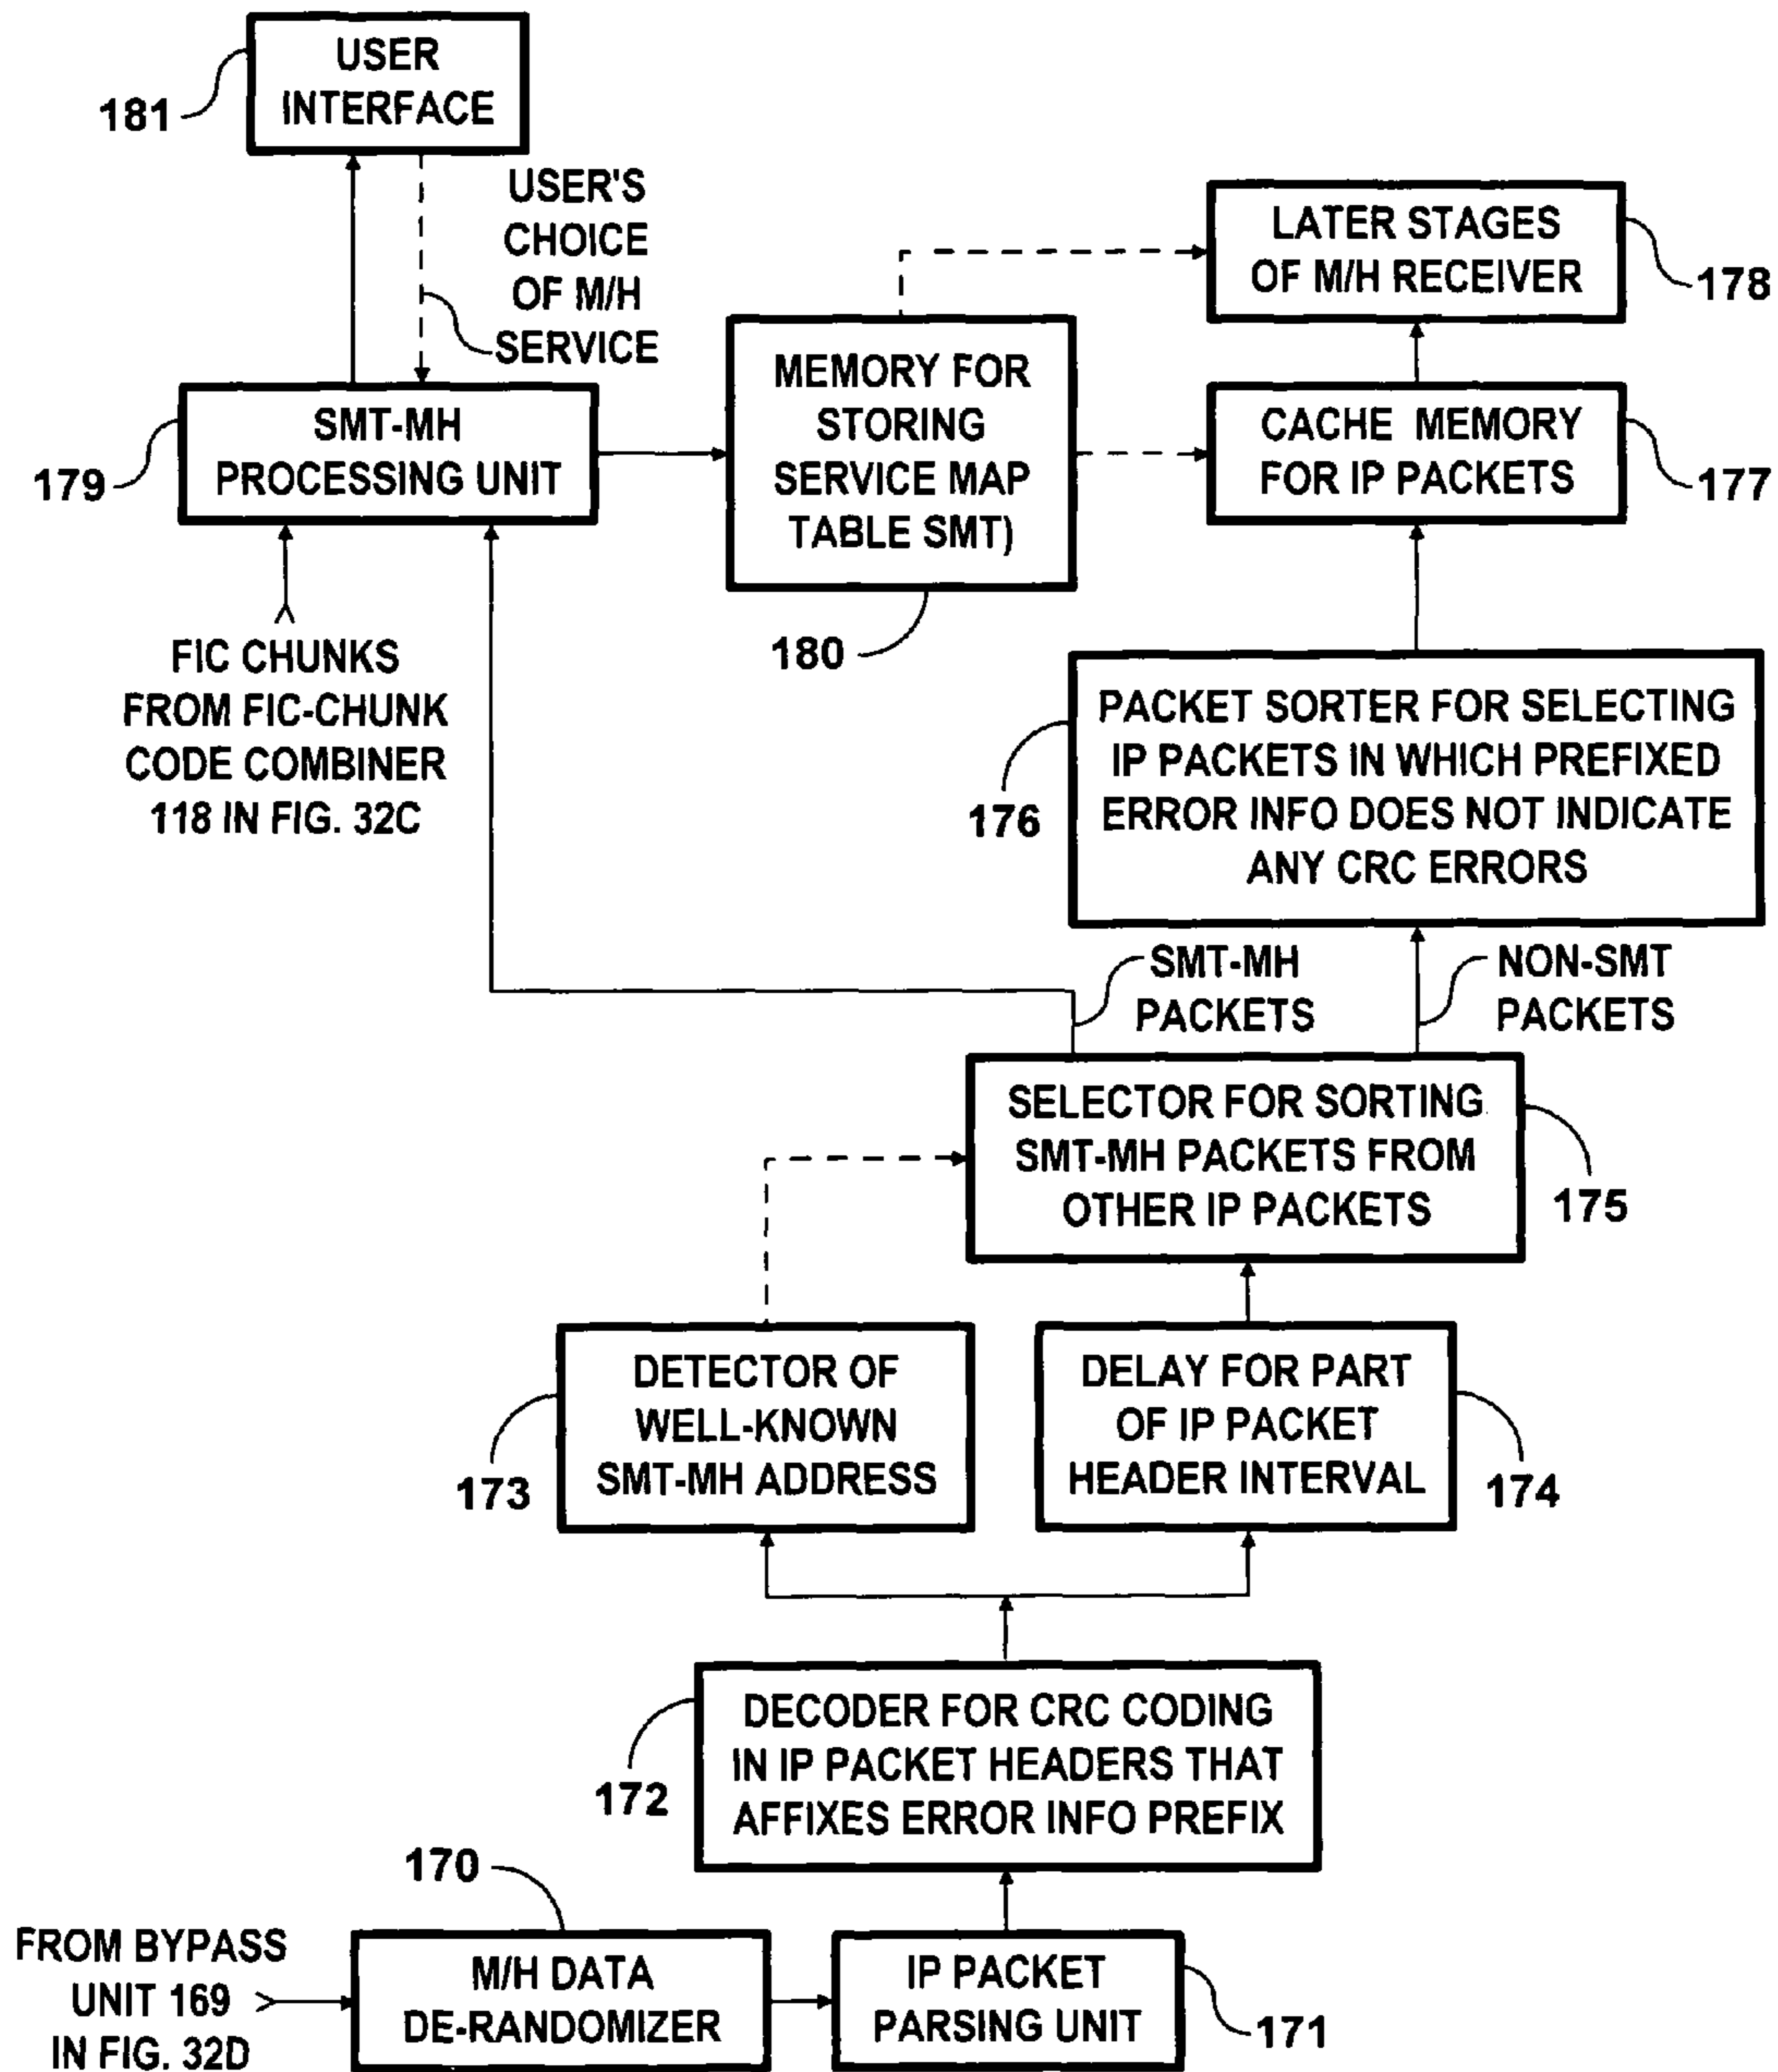 USER
INTERFACE
181
USER'S
CHOICE
OF M/H
SERVICE
LATER STAGES
OF M/H RECEIVER
178
SMT-MH
PROCESSING UNIT
179
MEMORY FOR
STORING
SERVICE MAP
TABLE SMT)
180
CACHE MEMORY
FOR IP PACKETS
177
FIC CHUNKS
FROM FIC-CHUNK
CODE COMBINER
118 IN FIG. 32C
PACKET SORTER FOR SELECTING
IP PACKETS IN WHICH PREFIXED
ERROR INFO DOES NOT INDICATE
ANY CRC ERRORS
176
SMT-MH
PACKETS
NON-SMT
PACKETS
SELECTOR FOR SORTING
SMT-MH PACKETS FROM
OTHER IP PACKETS
175
DETECTOR OF
WELL-KNOWN
SMT-MH ADDRESS
173
DELAY FOR PART
OF IP PACKET
HEADER INTERVAL
174
DECODER FOR CRC CODING
IN IP PACKET HEADERS THAT
AFFIXES ERROR INFO PREFIX
172
170
FROM BYPASS
UNIT 169
IN FIG. 32D
M/H DATA
DE-RANDOMIZER
IP PACKET
PARSING UNIT
171